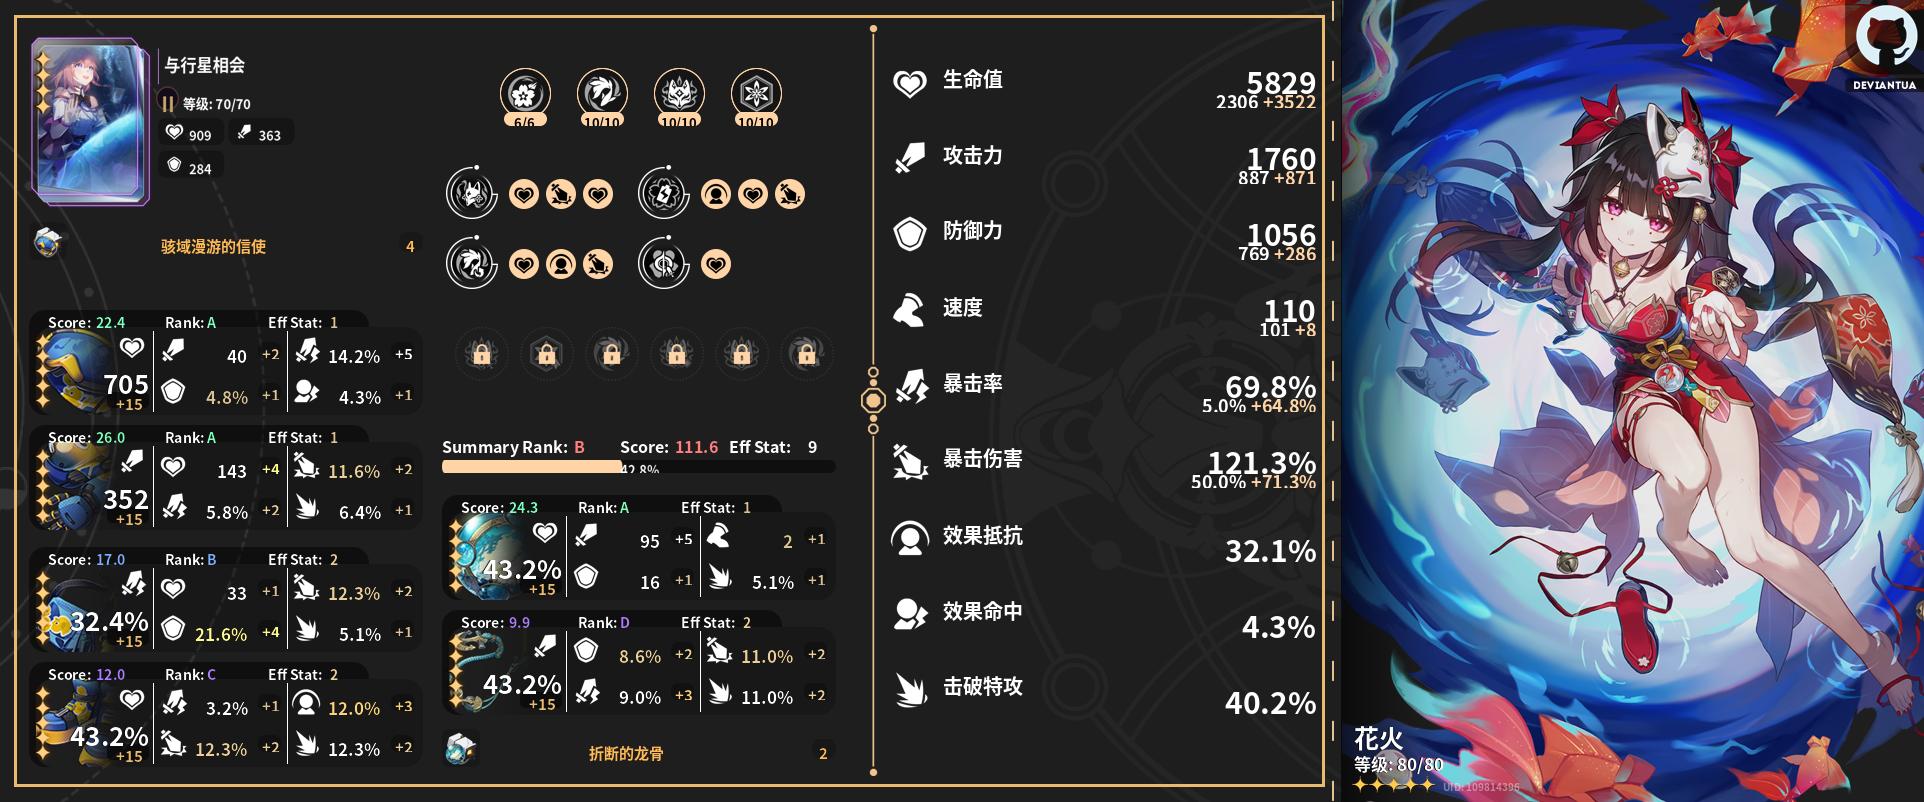 与行星相会
等级: 70/70
909
363
284
骇域漫游的信使 4
Score: 22.4 Rank: A Eff Stat: 1
705
+15
40 +2
14.2% +5
4.8% +1
4.3% +1
Score: 26.0 Rank: A Eff Stat: 1
352
+15
143 +4
11.6% +2
5.8% +2
6.4% +1
Score: 17.0 Rank: B Eff Stat: 2
32.4%
+15
33 +1
12.3% +2
21.6% +4
5.1% +1
Score: 12.0 Rank: C Eff Stat: 2
43.2%
+15
3.2% +1
12.0% +3
12.3% +2
12.3% +2
6/6
10/10
10/10
10/10
Summary Rank: B Score: 111.6 Eff Stat: 9
42.8%
Score: 24.3 Rank: A Eff Stat: 1
43.2%
+15
95 +5
2 +1
16 +1
5.1% +1
Score: 9.9 Rank: D Eff Stat: 2
43.2%
+15
8.6% +2
11.0% +2
9.0% +3
11.0% +2
折断的龙骨 2
生命值 5829
2306 +3522
攻击力 1760
887 +871
防御力 1056
769 +286
速度 110
101 +8
暴击率 69.8%
5.0% +64.8%
暴击伤害 121.3%
50.0% +71.3%
效果抵抗 32.1%
效果命中 4.3%
击破特攻 40.2%
DEVIANTUA
花火
等级: 80/80
UID: 109814396